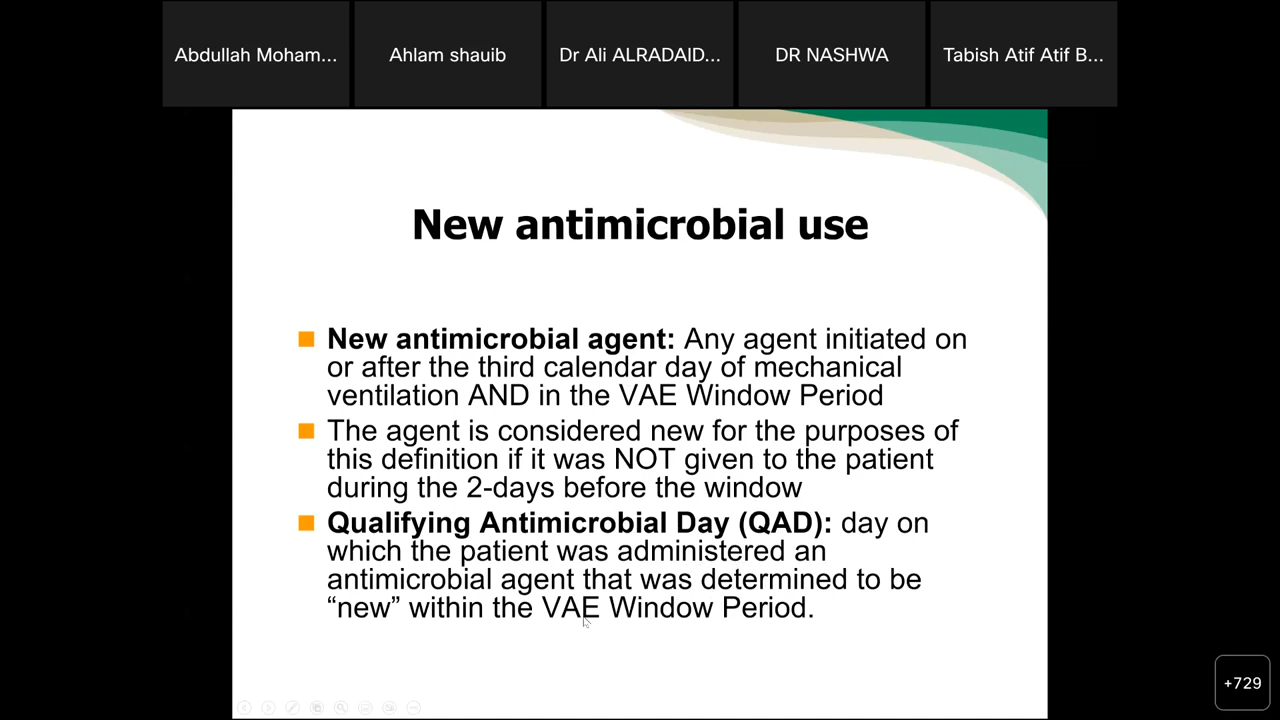 Abdullah Moham...
Ahlam shauib
Dr Ali ALRADAID...
DR NASHWA
Tabish Atif Atif B...
New antimicrobial use
New antimicrobial agent: Any agent initiated on
or after the third calendar day of mechanical
ventilation AND in the VAE Window Period
The agent is considered new for the purposes of
this definition if it was NOT given to the patient
during the 2-days before the window
Qualifying Antimicrobial Day (QAD): day on
which the patient was administered an
antimicrobial agent that was determined to be
“new” within the VAE Window Period.
+729